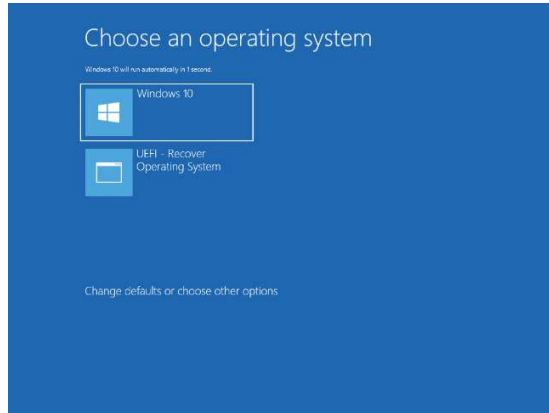 Choose an operating system
Windows 10 will run automatically in 1 second.
Windows 10
UEFI - Recover
Operating System
Change defaults or choose other options